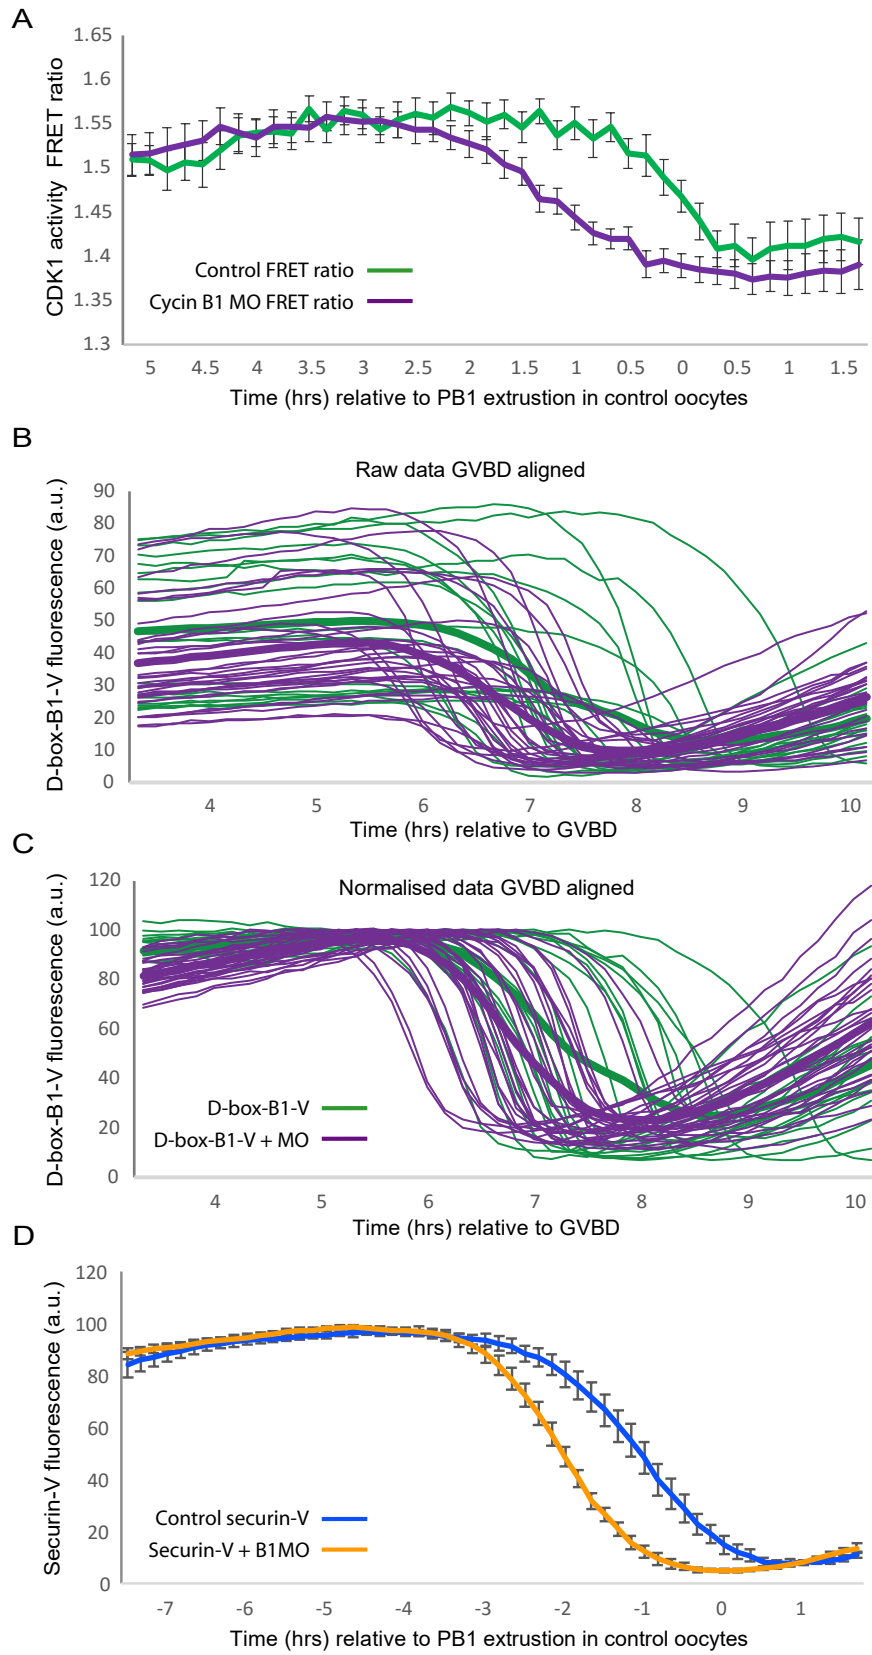 A
CDK1 activity FRET ratio
1.65
1.6
1.55
1.5
1.45
1.4
1.35
1.3
Control FRET ratio
Cycin B1 MO FRET ratio
5 4.5 4 3.5 3 2.5 2 1.5 1 0.5 0 0.5 1 1.5
Time (hrs) relative to PB1 extrustion in control oocytes
B
Raw data GVBD aligned
D-box-B1-V fluorescence (a.u.)
90
80
70
60
50
40
30
20
10
0
4 5 6 7 8 9 10
Time (hrs) relative to GVBD
C
Normalised data GVBD aligned
D-box-B1-V fluorescence (a.u.)
120
100
80
60
40
20
0
D-box-B1-V
D-box-B1-V + MO
4 5 6 7 8 9 10
Time (hrs) relative to GVBD
D
Securin-V fluorescence (a.u.)
120
100
80
60
40
20
0
Control securin-V
Securin-V + B1MO
-7 -6 -5 -4 -3 -2 -1 0 1
Time (hrs) relative to PB1 extrustion in control oocytes